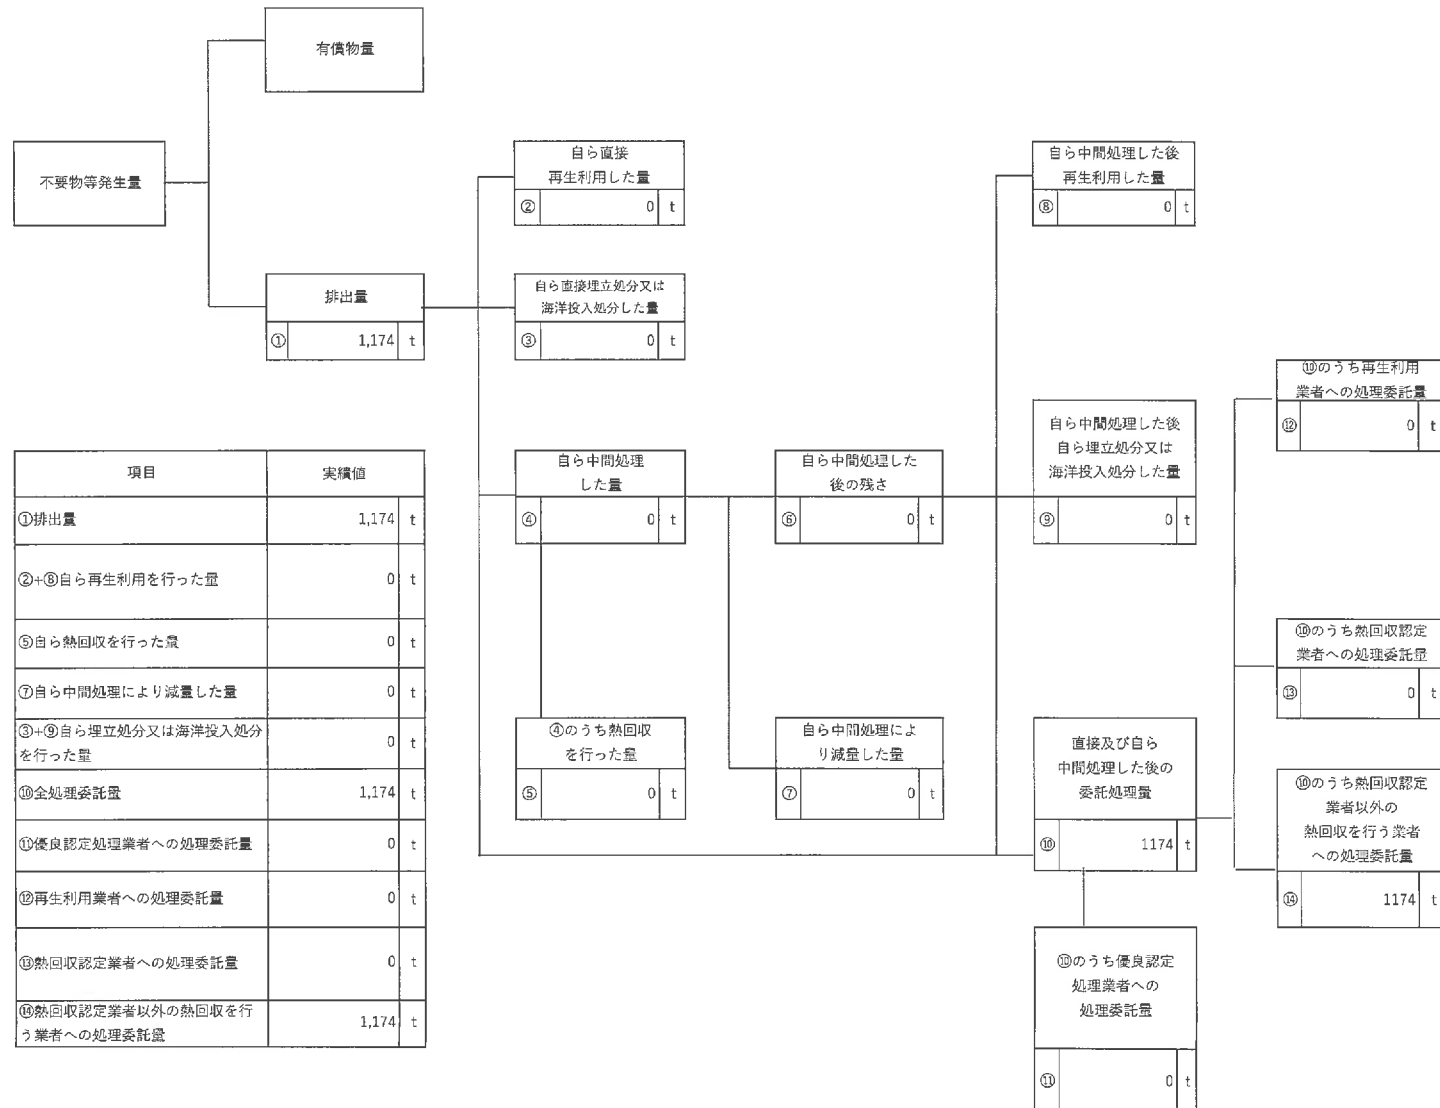 有償物量
不要物等発生量
排出量
① 1,174 t
自ら直接
再生利用した量
② 0 t
自ら直接埋立処分又は
海洋投入処分した量
③ 0 t
自ら中間処理
した量
④ 0 t
④のうち熱回収
を行った量
⑤ 0 t
自ら中間処理した
後の残さ
⑥ 0 t
自ら中間処理によ
り減量した量
⑦ 0 t
自ら中間処理した後
再生利用した量
⑧ 0 t
自ら中間処理した後
自ら埋立処分又は
海洋投入処分した量
⑨ 0 t
直接及び自ら
中間処理した後の
委託処理量
⑩ 1174 t
⑩のうち優良認定
処理業者への
処理委託量
⑪ 0 t
⑩のうち再生利用
業者への処理委託量
⑫ 0 t
⑩のうち熱回収認定
業者への処理委託量
⑬ 0 t
⑩のうち熱回収認定
業者以外の
熱回収を行う業者
への処理委託量
⑭ 1174 t
項目 実績値
①排出量 1,174 t
②+⑧自ら再生利用を行った量 0 t
⑤自ら熱回収を行った量 0 t
⑦自ら中間処理により減量した量 0 t
③+⑨自ら埋立処分又は海洋投入処分
を行った量 0 t
⑩全処理委託量 1,174 t
⑪優良認定処理業者への処理委託量 0 t
⑫再生利用業者への処理委託量 0 t
⑬熱回収認定業者への処理委託量 0 t
⑭熱回収認定業者以外の熱回収を行
う業者への処理委託量 1,174 t